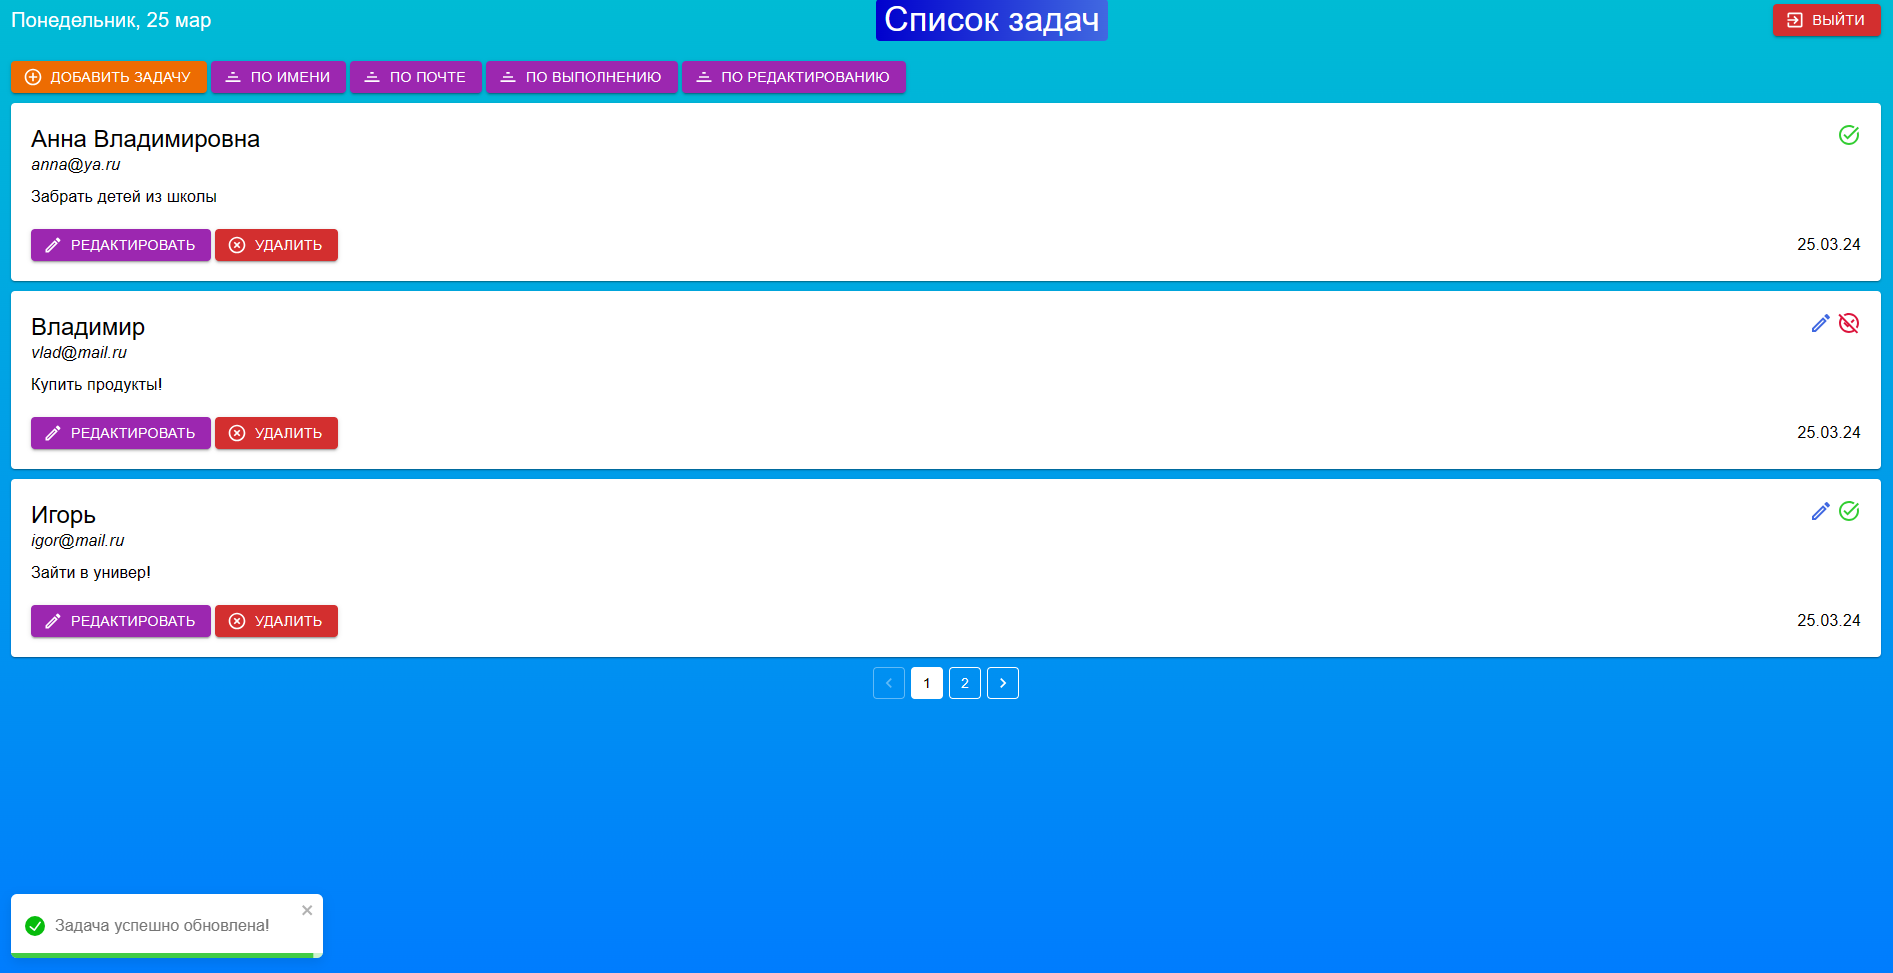 Понедельник, 25 мар
Список задач
ВЫЙТИ
ДОБАВИТЬ ЗАДАЧУ
ПО ИМЕНИ
ПО ПОЧТЕ
ПО ВЫПОЛНЕНИЮ
ПО РЕДАКТИРОВАНИЮ
Анна Владимировна
anna@ya.ru
Забрать детей из школы
РЕДАКТИРОВАТЬ
УДАЛИТЬ
25.03.24
Владимир
vlad@mail.ru
Купить продукты!
РЕДАКТИРОВАТЬ
УДАЛИТЬ
25.03.24
Игорь
igor@mail.ru
Зайти в универ!
РЕДАКТИРОВАТЬ
УДАЛИТЬ
25.03.24
1
2
Задача успешно обновлена!